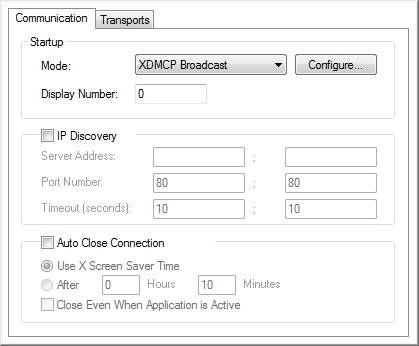 Communication Transports
Startup
Mode: XDMCP Broadcast Configure...
Display Number: 0
IP Discovery
Server Address: ;
Port Number: 80 ; 80
Timeout (seconds): 10 ; 10
Auto Close Connection
Use X Screen Saver Time
After 0 Hours 10 Minutes
Close Even When Application is Active